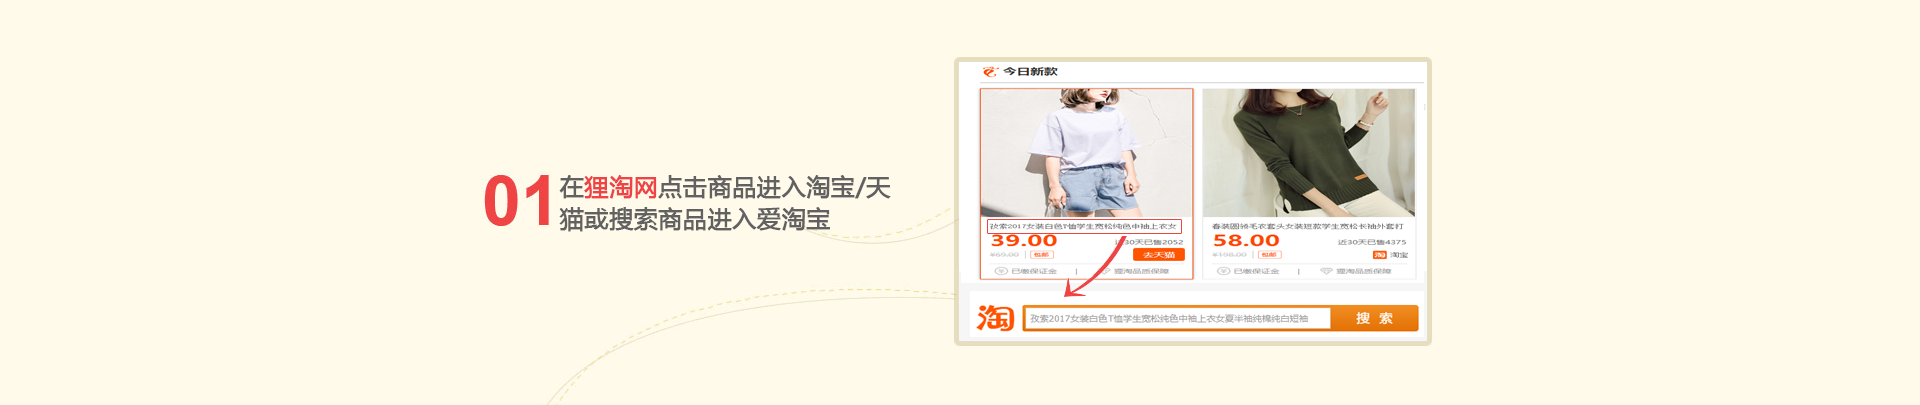 01
在狸淘网点击商品进入淘宝/天
猫或搜索商品进入爱淘宝
今日新款
孜索2017女装白色T恤学生宽松纯色中袖上衣女
39.00
近30天已售2052
¥69.00 | 包邮
去天猫
已缴保证金 | 狸淘品质保障
春装圆领毛衣套头女装短款学生宽松长袖外套打
58.00
近30天已售4375
¥198.00 | 包邮
淘 淘宝
已缴保证金 | 狸淘品质保障
淘
孜索2017女装白色T恤学生宽松纯色中袖上衣女夏半袖纯棉纯白短袖
搜 索